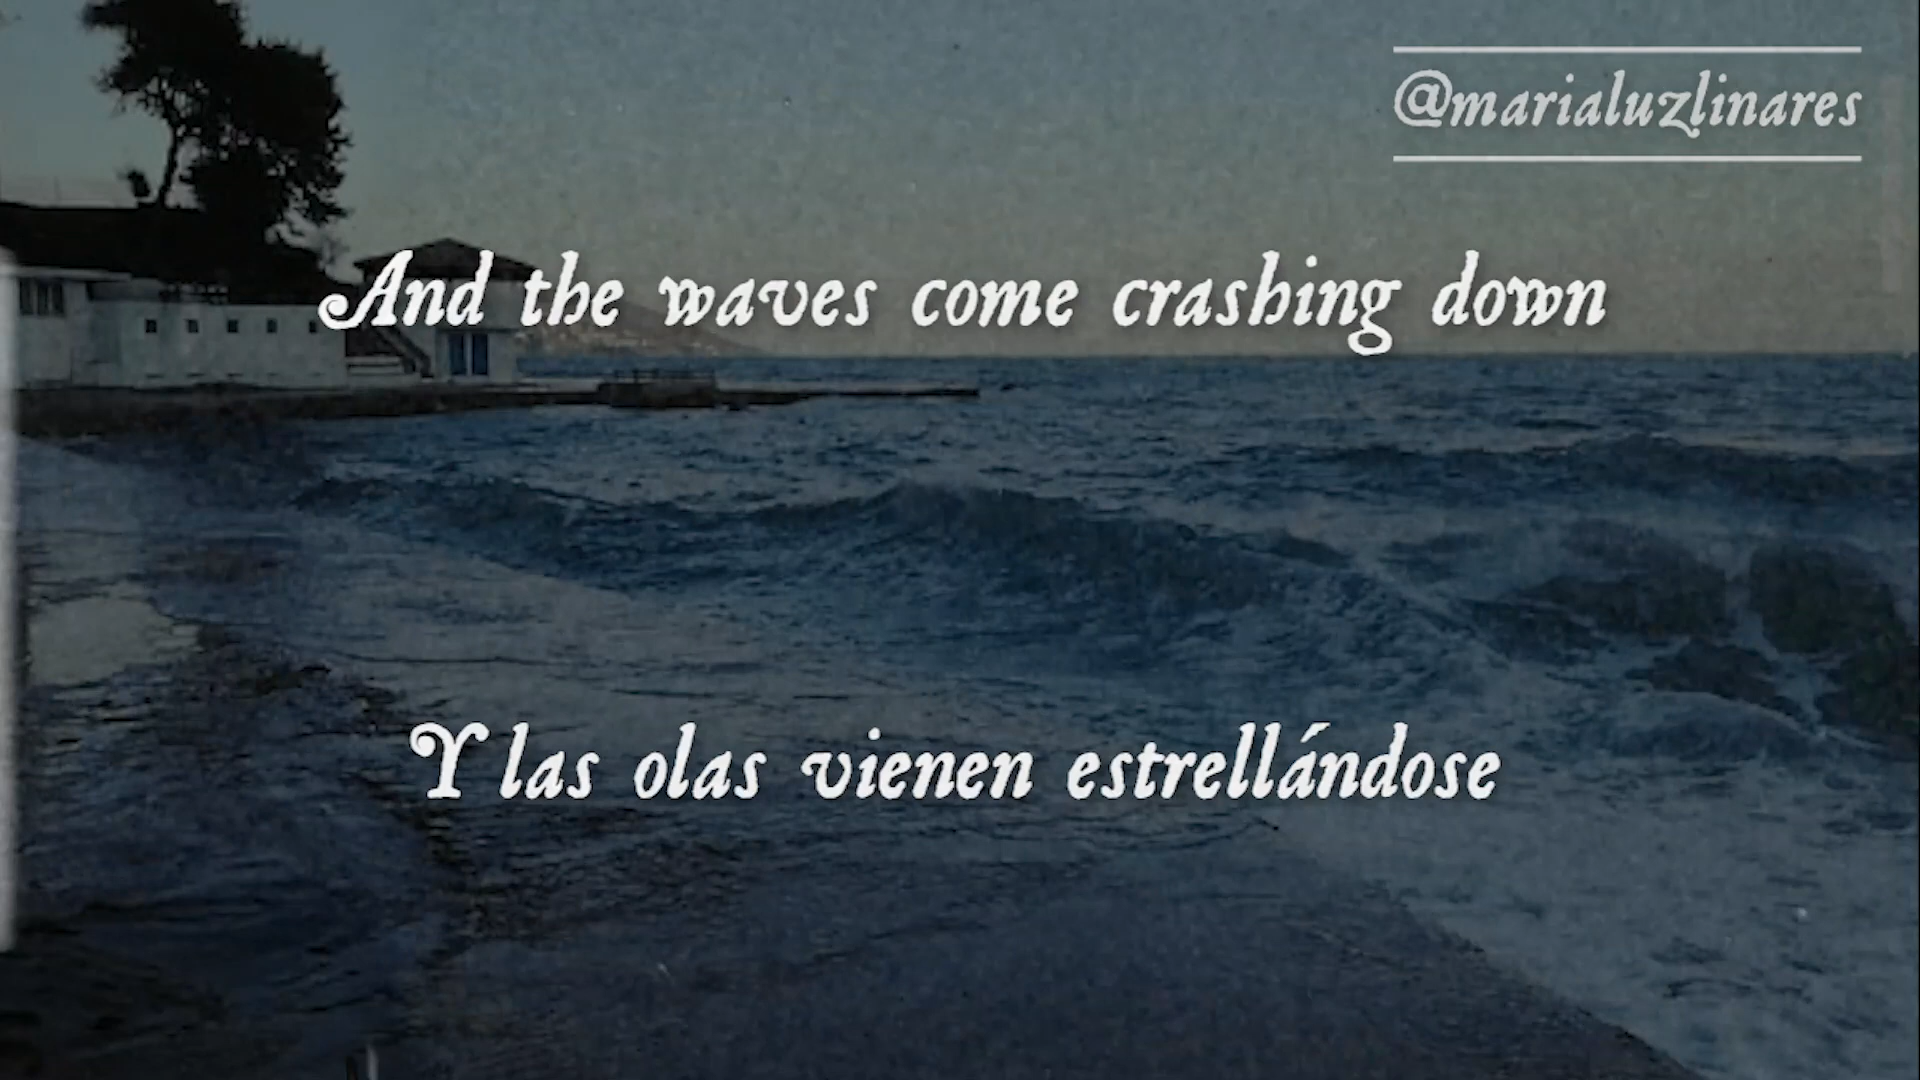 @marialuzlinares
And the waves come crashing down
Y las olas vienen estrellándose